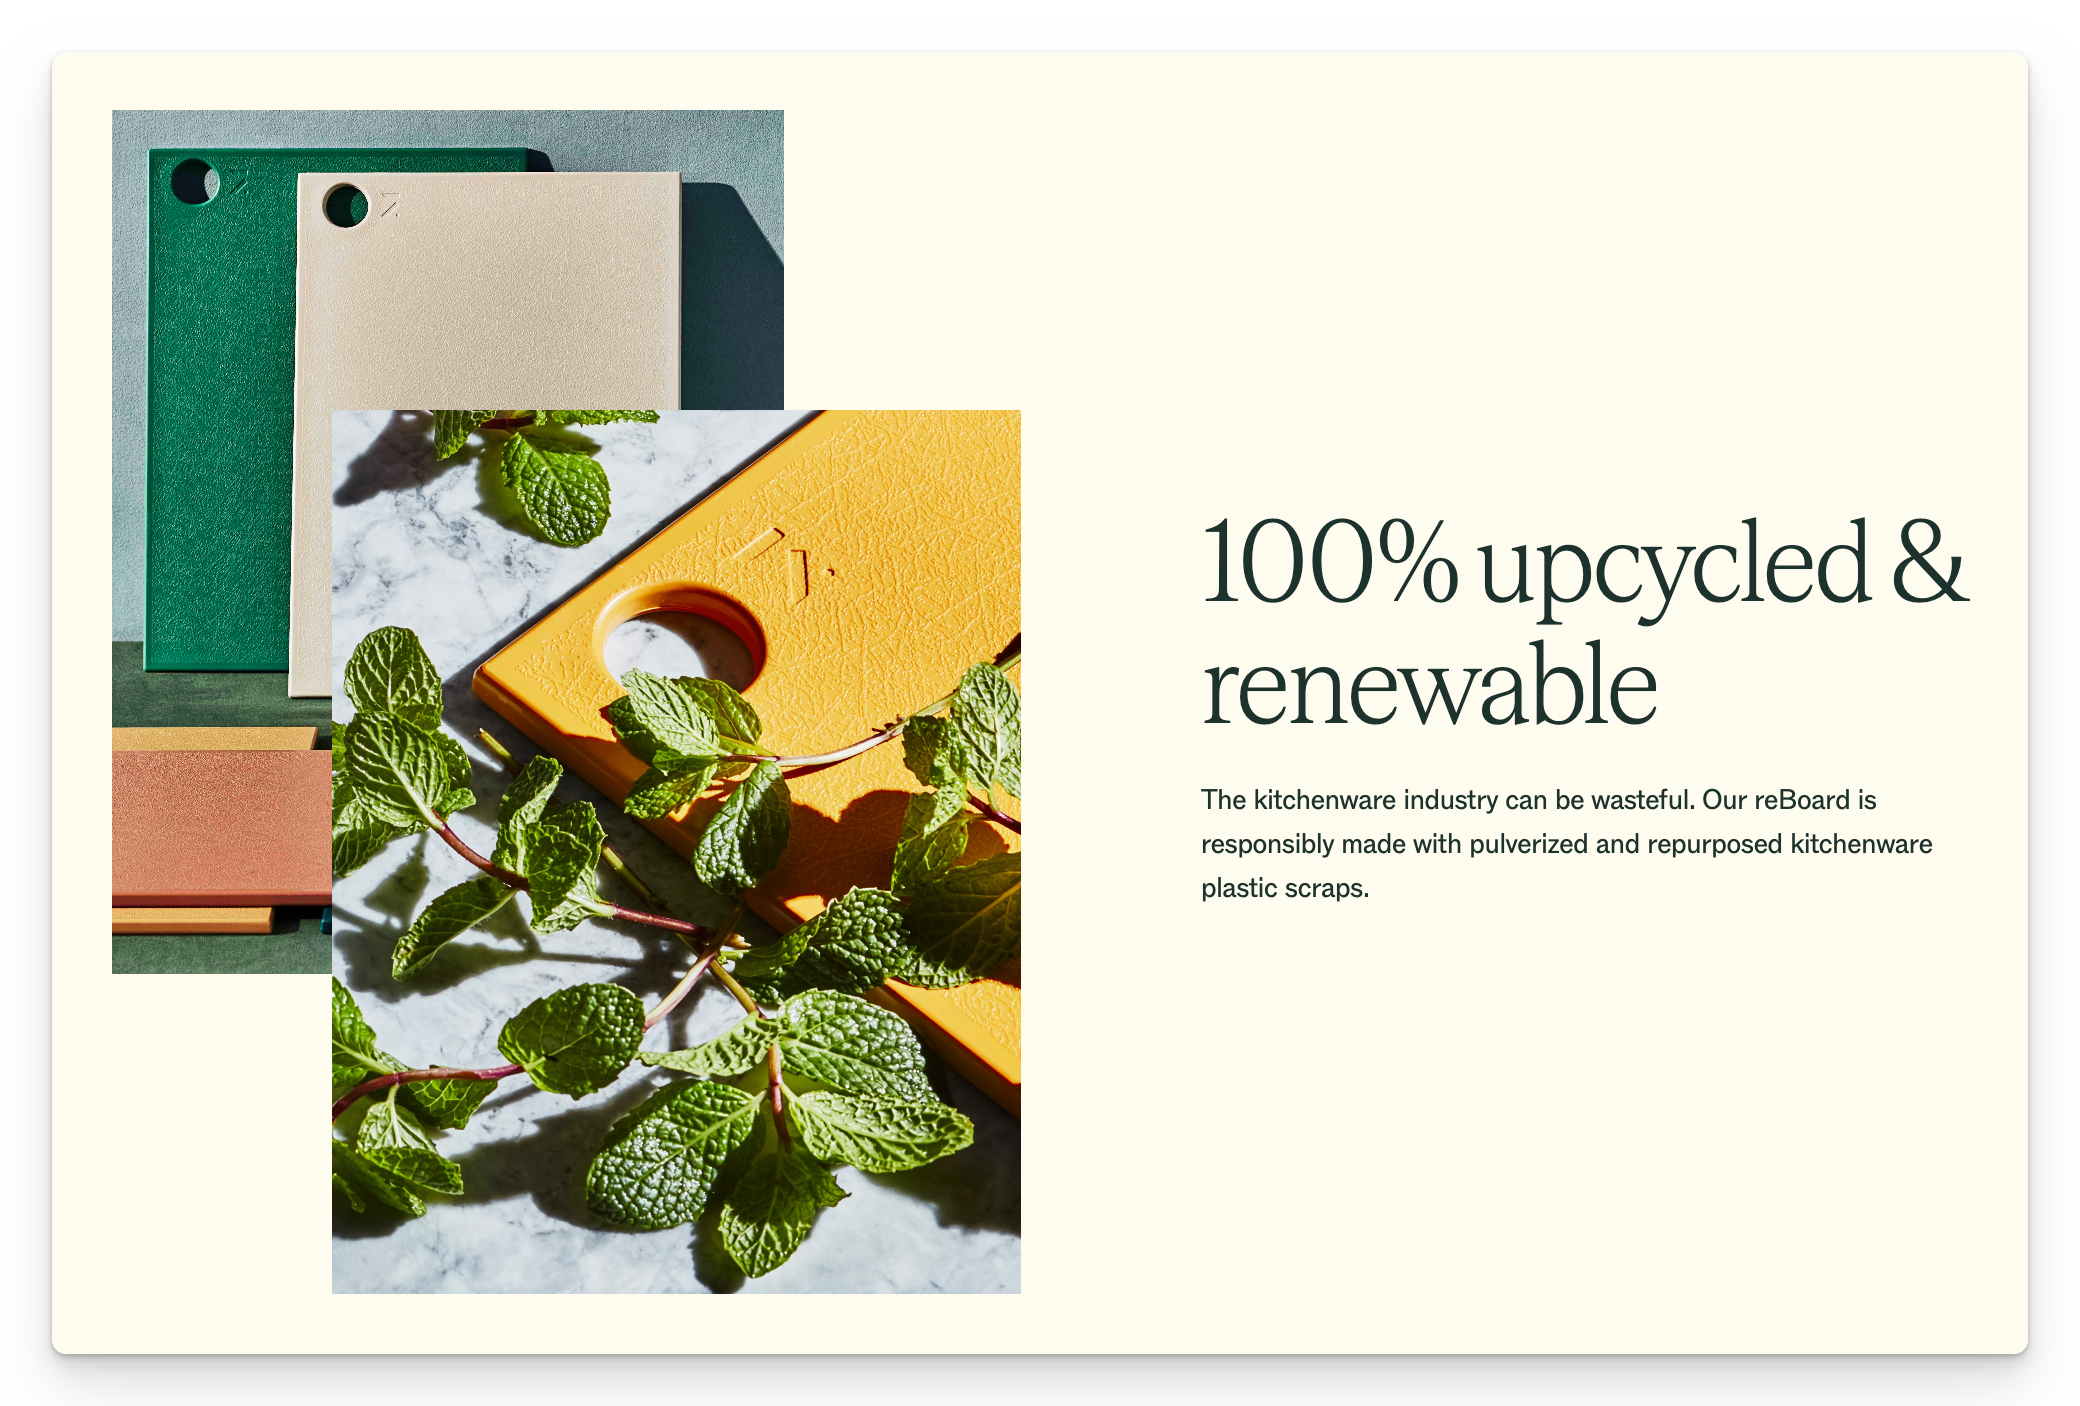 100% upcycled &
renewable
The kitchenware industry can be wasteful. Our reBoard is
responsibly made with pulverized and repurposed kitchenware
plastic scraps.